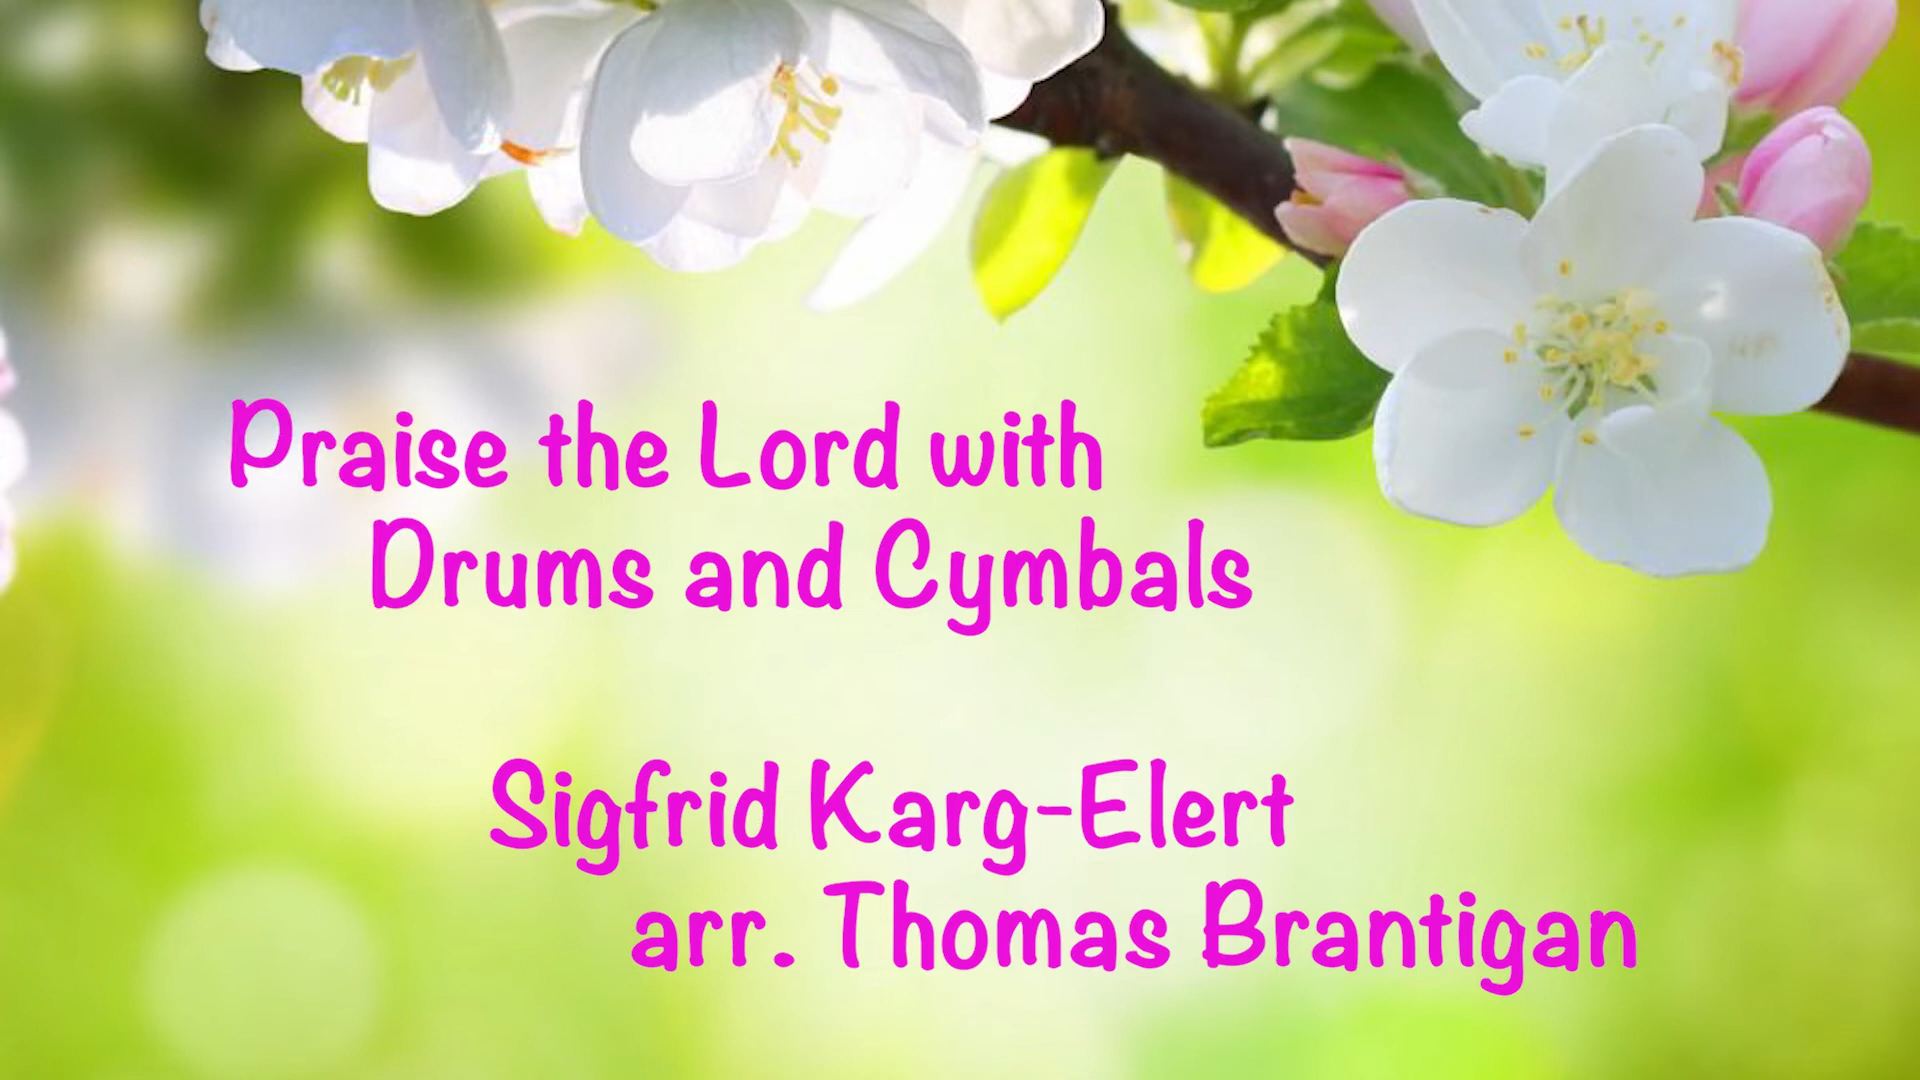 Praise the Lord with
Drums and Cymbals
Sigfrid Karg-Elert
arr. Thomas Brantigan